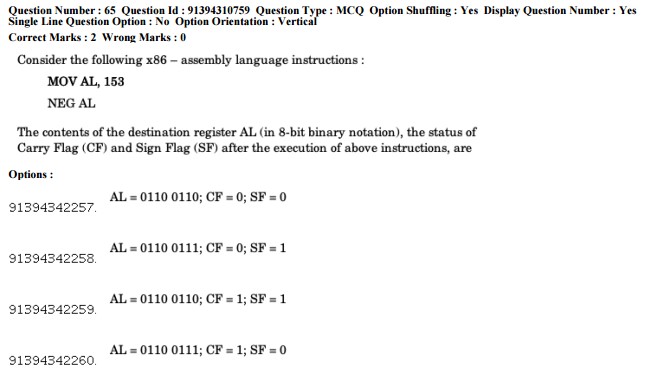 Question Number : 65 Question Id : 91394310759 Question Type : MCQ Option Shuffling : Yes Display Question Number : Yes
Single Line Question Option : No Option Orientation : Vertical
Correct Marks : 2 Wrong Marks : 0
Consider the following x86 – assembly language instructions :
MOV AL, 153
NEG AL
The contents of the destination register AL (in 8-bit binary notation), the status of
Carry Flag (CF) and Sign Flag (SF) after the execution of above instructions, are
Options :
AL = 0110 0110; CF = 0; SF = 0
91394342257.
AL = 0110 0111; CF = 0; SF = 1
91394342258.
AL = 0110 0110; CF = 1; SF = 1
91394342259.
AL = 0110 0111; CF = 1; SF = 0
91394342260.